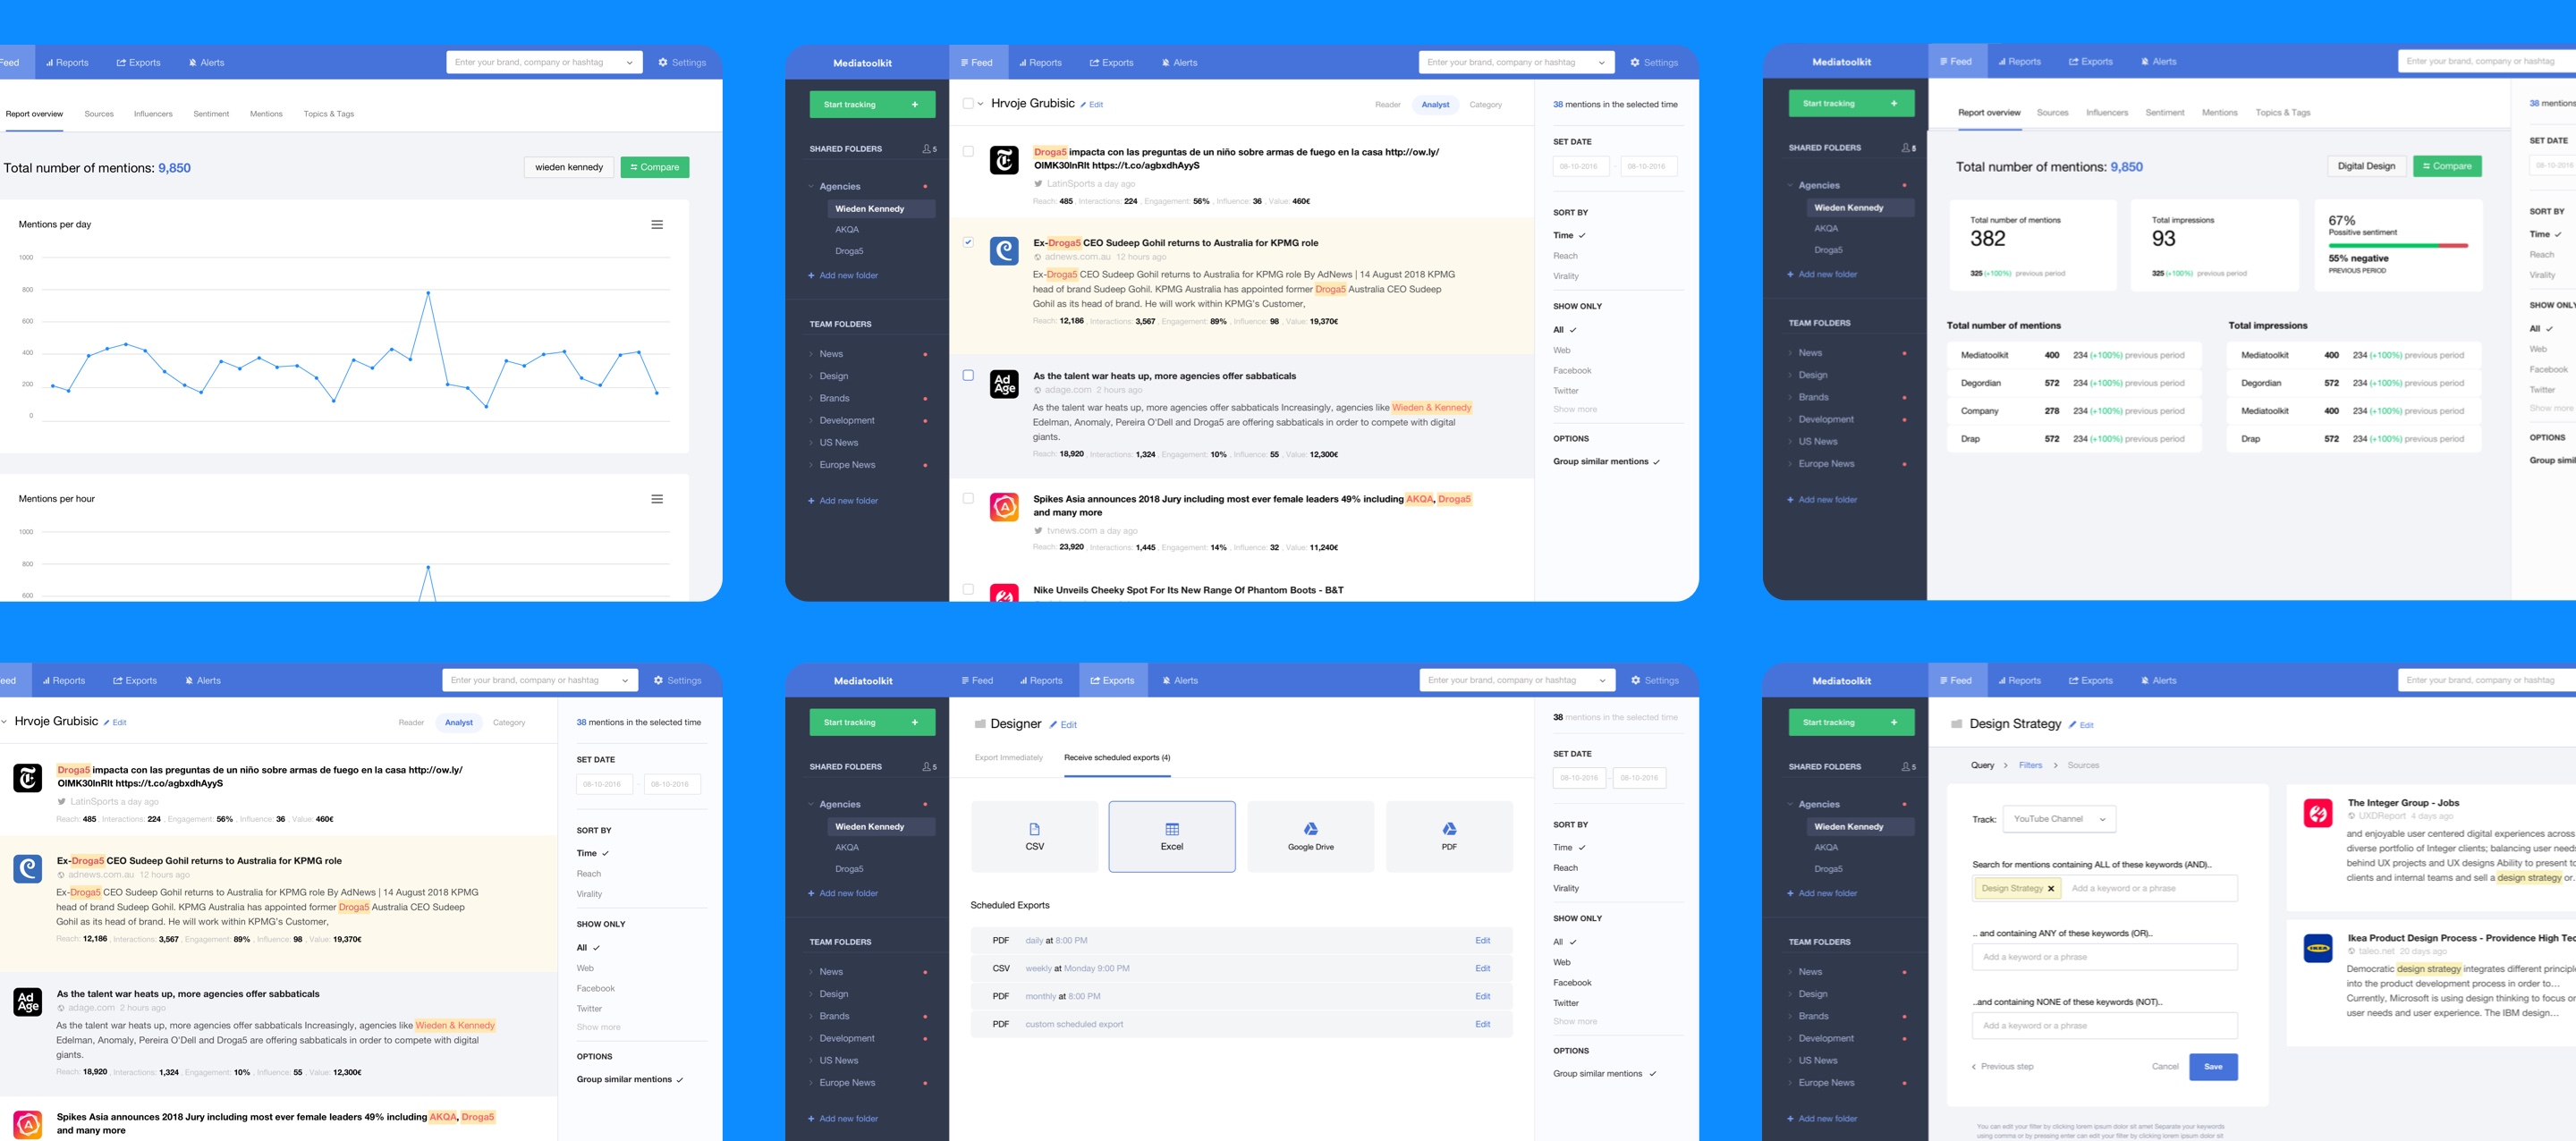 Feed
Reports
Exports
Alerts
Enter your brand, company or hashtag
Settings
Report overview
Sources
Influencers
Sentiment
Mentions
Topics & Tags
Total number of mentions: 9,850
wieden kennedy
Compare
Mentions per day
1000
800
600
400
200
0
Mentions per hour
1000
800
600
Mediatoolkit
Feed
Reports
Exports
Alerts
Enter your brand, company or hashtag
Settings
Start tracking +
SHARED FOLDERS 5
Agencies
Wieden Kennedy
AKQA
Droga5
+ Add new folder
TEAM FOLDERS
News
Design
Brands
Development
US News
Europe News
+ Add new folder
Hrvoje Grubisic Edit
Reader
Analyst
Category
Droga5 impacta con las preguntas de un niño sobre armas de fuego en la casa http://ow.ly/
OlMK30lnRlt https://t.co/agbxdhAyyS
LatinSports a day ago
Reach: 485 , Interactions: 224 , Engagement: 56% , Influence: 36 , Value: 460€
Ex-Droga5 CEO Sudeep Gohil returns to Australia for KPMG role
adnews.com.au 12 hours ago
Ex-Droga5 CEO Sudeep Gohil returns to Australia for KPMG role By AdNews | 14 August 2018 KPMG
head of brand Sudeep Gohil. KPMG Australia has appointed former Droga5 Australia CEO Sudeep
Gohil as its head of brand. He will work within KPMG's Customer,
Reach: 12,186 , Interactions: 3,567 , Engagement: 89% , Influence: 98 , Value: 19,370€
Ad
Age
As the talent war heats up, more agencies offer sabbaticals
adage.com 2 hours ago
As the talent war heats up, more agencies offer sabbaticals Increasingly, agencies like Wieden & Kennedy
Edelman, Anomaly, Pereira O'Dell and Droga5 are offering sabbaticals in order to compete with digital
giants.
Reach: 18,920 , Interactions: 1,324 , Engagement: 10% , Influence: 55 , Value: 12,300€
Spikes Asia announces 2018 Jury including most ever female leaders 49% including AKQA, Droga5
and many more
tvnews.com a day ago
Reach: 23,920 , Interactions: 1,445 , Engagement: 14% , Influence: 32 , Value: 11,240€
Nike Unveils Cheeky Spot For Its New Range Of Phantom Boots - B&T
38 mentions in the selected time
SET DATE
08-10-2016 - 08-10-2016
SORT BY
Time
Reach
Virality
SHOW ONLY
All
Web
Facebook
Twitter
Show more
OPTIONS
Group similar mentions
Mediatoolkit
Feed
Reports
Exports
Alerts
Enter your brand, company or hashtag
Start tracking +
SHARED FOLDERS 5
Agencies
Wieden Kennedy
AKQA
Droga5
+ Add new folder
TEAM FOLDERS
News
Design
Brands
Development
US News
Europe News
+ Add new folder
Report overview
Sources
Influencers
Sentiment
Mentions
Topics & Tags
Total number of mentions: 9,850
Digital Design
Compare
Total number of mentions
382
325 (+100%) previous period
Total impressions
93
325 (+100%) previous period
67%
Possitive sentiment
55% negative
PREVIOUS PERIOD
Total number of mentions
Mediatoolkit 400 234 (+100%) previous period
Degordian 572 234 (+100%) previous period
Company 278 234 (+100%) previous period
Drap 572 234 (+100%) previous period
Total impressions
Mediatoolkit 400 234 (+100%) previous period
Degordian 572 234 (+100%) previous period
Mediatoolkit 400 234 (+100%) previous period
Drap 572 234 (+100%) previous period
38 mentions
SET DATE
08-10-2016
SORT BY
Time
Reach
Virality
SHOW ONLY
All
Web
Facebook
Twitter
Show more
OPTIONS
Group simil
eed
Reports
Exports
Alerts
Enter your brand, company or hashtag
Settings
Hrvoje Grubisic Edit
Reader
Analyst
Category
Droga5 impacta con las preguntas de un niño sobre armas de fuego en la casa http://ow.ly/
OlMK30lnRlt https://t.co/agbxdhAyyS
LatinSports a day ago
Reach: 485 , Interactions: 224 , Engagement: 56% , Influence: 36 , Value: 460€
Ex-Droga5 CEO Sudeep Gohil returns to Australia for KPMG role
adnews.com.au 12 hours ago
Ex-Droga5 CEO Sudeep Gohil returns to Australia for KPMG role By AdNews | 14 August 2018 KPMG
head of brand Sudeep Gohil. KPMG Australia has appointed former Droga5 Australia CEO Sudeep
Gohil as its head of brand. He will work within KPMG's Customer,
Reach: 12,186 , Interactions: 3,567 , Engagement: 89% , Influence: 98 , Value: 19,370€
Ad
Age
As the talent war heats up, more agencies offer sabbaticals
adage.com 2 hours ago
As the talent war heats up, more agencies offer sabbaticals Increasingly, agencies like Wieden & Kennedy
Edelman, Anomaly, Pereira O'Dell and Droga5 are offering sabbaticals in order to compete with digital
giants.
Reach: 18,920 , Interactions: 1,324 , Engagement: 10% , Influence: 55 , Value: 12,300€
Spikes Asia announces 2018 Jury including most ever female leaders 49% including AKQA, Droga5
and many more
38 mentions in the selected time
SET DATE
08-10-2016 - 08-10-2016
SORT BY
Time
Reach
Virality
SHOW ONLY
All
Web
Facebook
Twitter
Show more
OPTIONS
Group similar mentions
Mediatoolkit
Feed
Reports
Exports
Alerts
Enter your brand, company or hashtag
Settings
Start tracking +
SHARED FOLDERS 5
Agencies
Wieden Kennedy
AKQA
Droga5
+ Add new folder
TEAM FOLDERS
News
Design
Brands
Development
US News
Europe News
+ Add new folder
Designer Edit
Export Immediately
Receive scheduled exports (4)
CSV
Excel
Google Drive
PDF
Scheduled Exports
PDF daily at 8:00 PM Edit
CSV weekly at Monday 9:00 PM Edit
PDF monthly at 8:00 PM Edit
PDF custom scheduled export Edit
38 mentions in the selected time
SET DATE
08-10-2016 - 08-10-2016
SORT BY
Time
Reach
Virality
SHOW ONLY
All
Web
Facebook
Twitter
Show more
OPTIONS
Group similar mentions
Mediatoolkit
Feed
Reports
Exports
Alerts
Enter your brand, company or hashtag
Start tracking +
SHARED FOLDERS 5
Agencies
Wieden Kennedy
AKQA
Droga5
+ Add new folder
TEAM FOLDERS
News
Design
Brands
Development
US News
Europe News
+ Add new folder
Design Strategy Edit
Query > Filters > Sources
Track: YouTube Channel
Search for mentions containing ALL of these keywords (AND)..
Design Strategy × Add a keyword or a phrase
.. and containing ANY of these keywords (OR)..
Add a keyword or a phrase
..and containing NONE of these keywords (NOT)..
Add a keyword or a phrase
< Previous step
Cancel
Save
You can edit your filter by clicking lorem ipsum dolor sit amet Separate your keywords
using comma or by pressing enter can edit your filter by clicking lorem ipsum dolor sit
The Integer Group - Jobs
UXDReport 4 days ago
and enjoyable user centered digital experiences across
diverse portfolio of Integer clients; balancing user needs
behind UX projects and UX designs Ability to present to
clients and internal teams and sell a design strategy or.
IKEA
Ikea Product Design Process - Providence High Tec
taleo.net 20 days ago
Democratic design strategy integrates different principle
into the product development process in order to...
Currently, Microsoft is using design thinking to focus on
user needs and user experience. The IBM design...